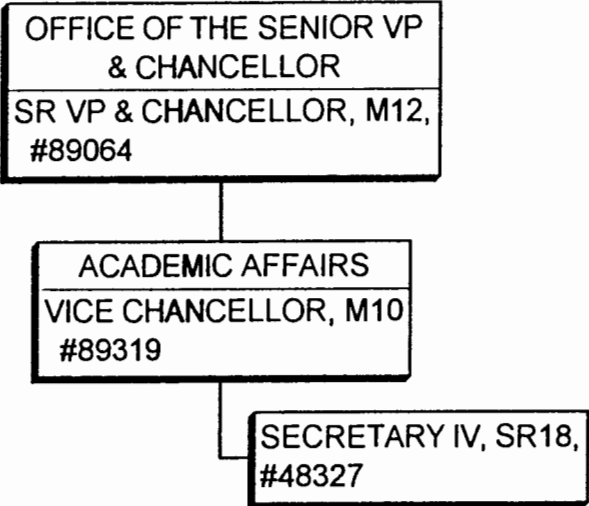 OFFICE OF THE SENIOR VP
& CHANCELLOR
SR VP & CHANCELLOR, M12,
#89064
ACADEMIC AFFAIRS
VICE CHANCELLOR, M10
#89319
SECRETARY IV, SR18,
#48327